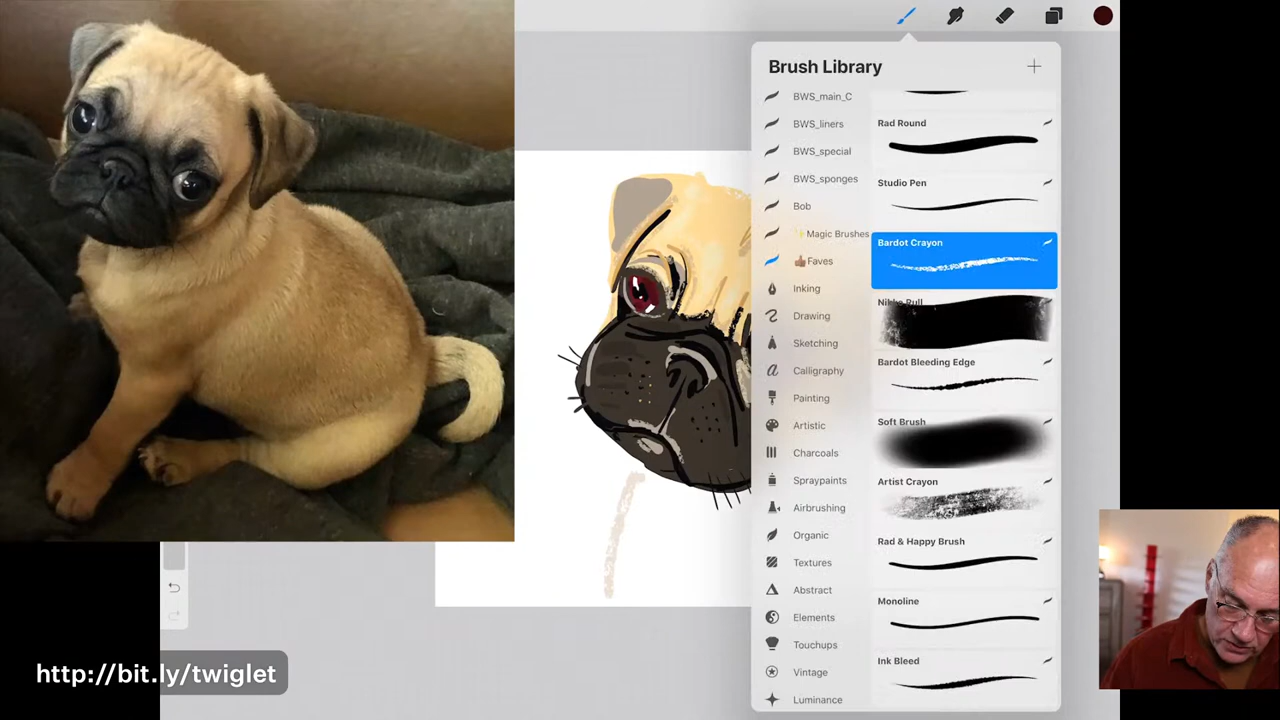 Brush Library
BWS_main_C
BWS_liners
BWS_special
BWS_sponges
Bob
✨Magic Brushes
👍🏽Faves
Inking
Drawing
Sketching
Calligraphy
Painting
Artistic
Charcoals
Spraypaints
Airbrushing
Organic
Textures
Abstract
Elements
Touchups
Vintage
Luminance
Rad Round
Studio Pen
Bardot Crayon
Nikko Rull
Bardot Bleeding Edge
Soft Brush
Artist Crayon
Rad & Happy Brush
Monoline
Ink Bleed
http://bit.ly/twiglet